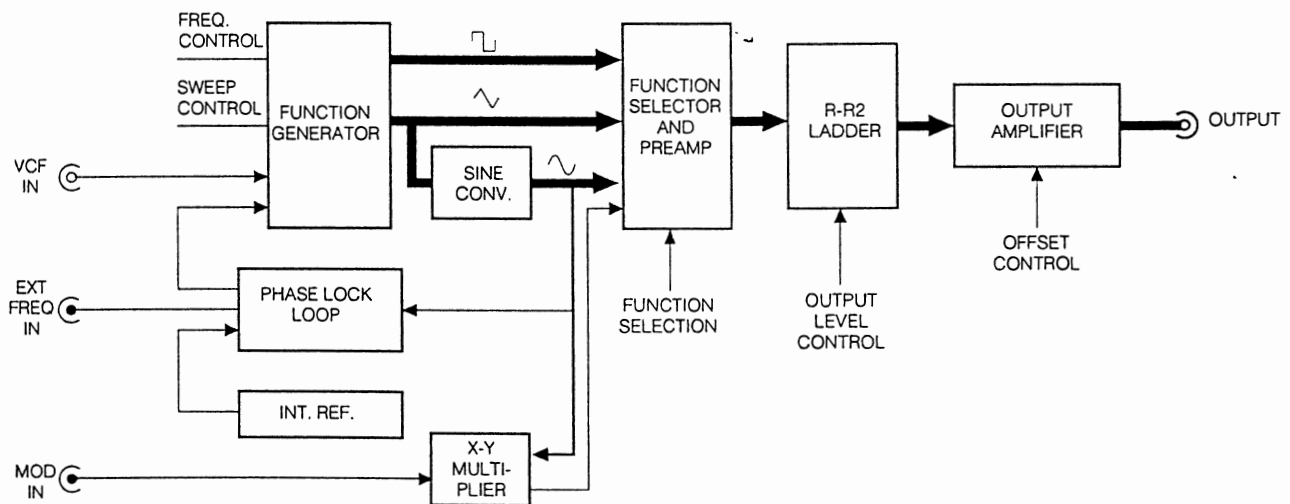 FREQ.
CONTROL
SWEEP
CONTROL
VCF
IN
EXT
FREQ
IN
MOD
IN
FUNCTION
GENERATOR
SINE
CONV.
PHASE LOCK
LOOP
INT. REF.
X-Y
MULTI-
PLIER
FUNCTION
SELECTOR
AND
PREAMP
FUNCTION
SELECTION
R-R2
LADDER
OUTPUT
LEVEL
CONTROL
OUTPUT
AMPLIFIER
OFFSET
CONTROL
OUTPUT